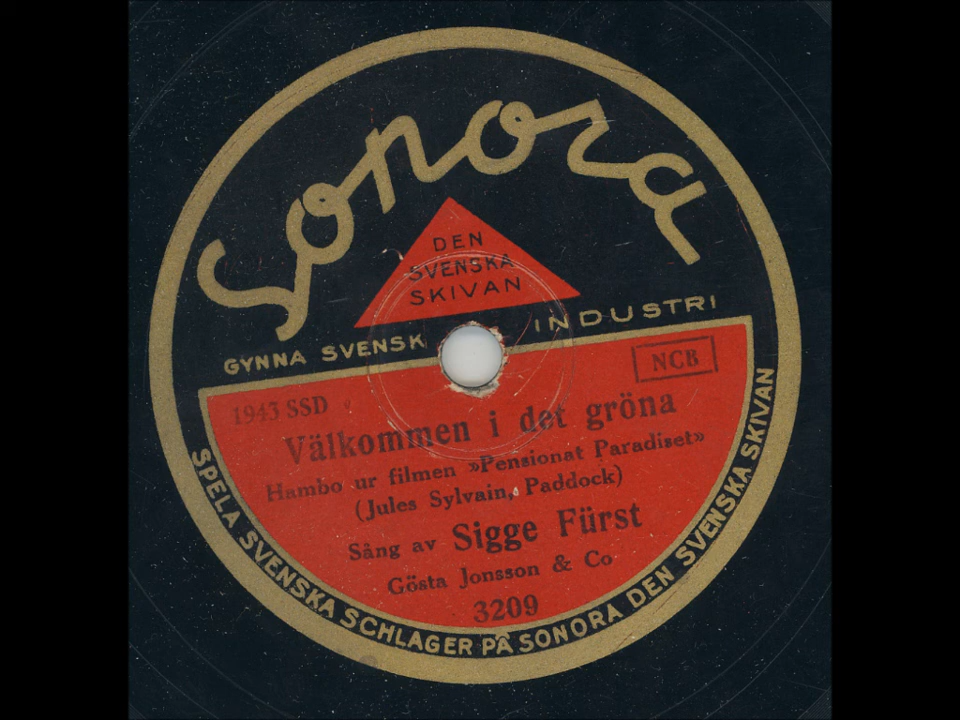 Sonora
DEN
SVENSKA
SKIVAN
GYNNA SVENSK INDUSTRI
NCB
1943 SSD
Välkommen i det gröna
Hambo ur filmen »Pensionat Paradiset»
(Jules Sylvain, Paddock)
Sång av Sigge Fürst
Gösta Jonsson & Co
3209
SPELA SVENSKA SCHLAGER PÅ SONORA DEN SVENSKA SKIVAN